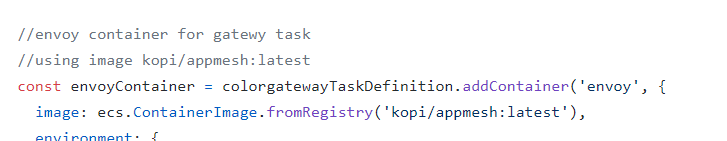 //envoy container for gatewy task
//using image kopi/appmesh:latest
const envoyContainer = colorgatewayTaskDefinition.addContainer('envoy', {
image: ecs.ContainerImage.fromRegistry('kopi/appmesh:latest'),
environment: {